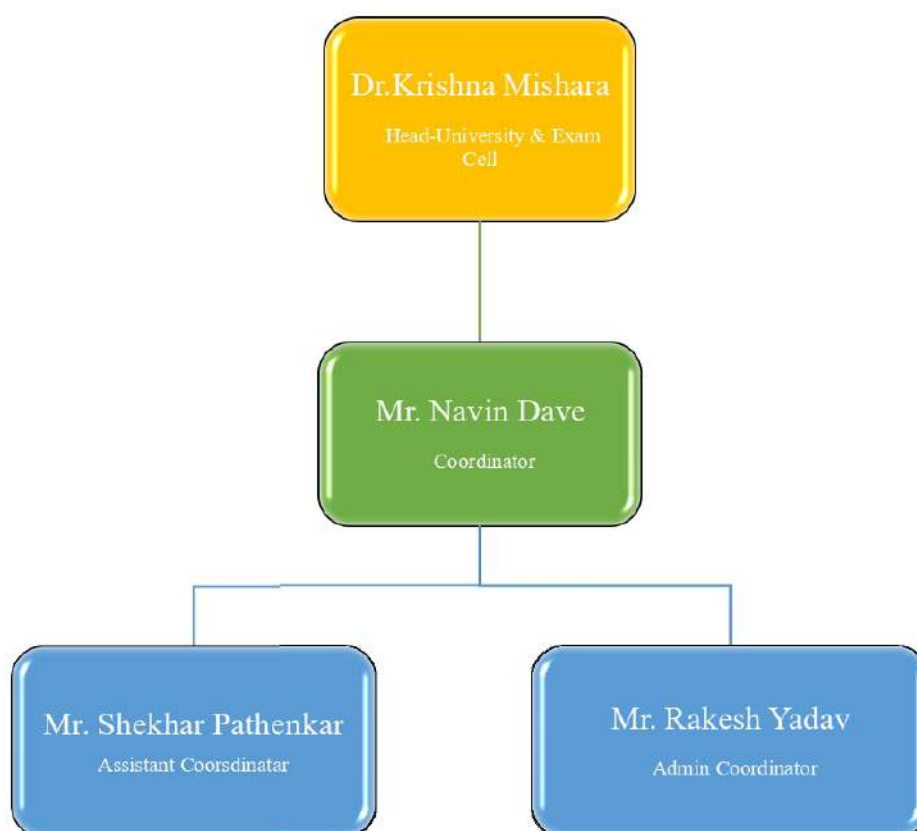 Dr.Krishna Mishara
Head-University & Exam
Cell
Mr. Navin Dave
Coordinator
Mr. Shekhar Pathenkar
Assistant Coorsdinatar
Mr. Rakesh Yadav
Admin Coordinator